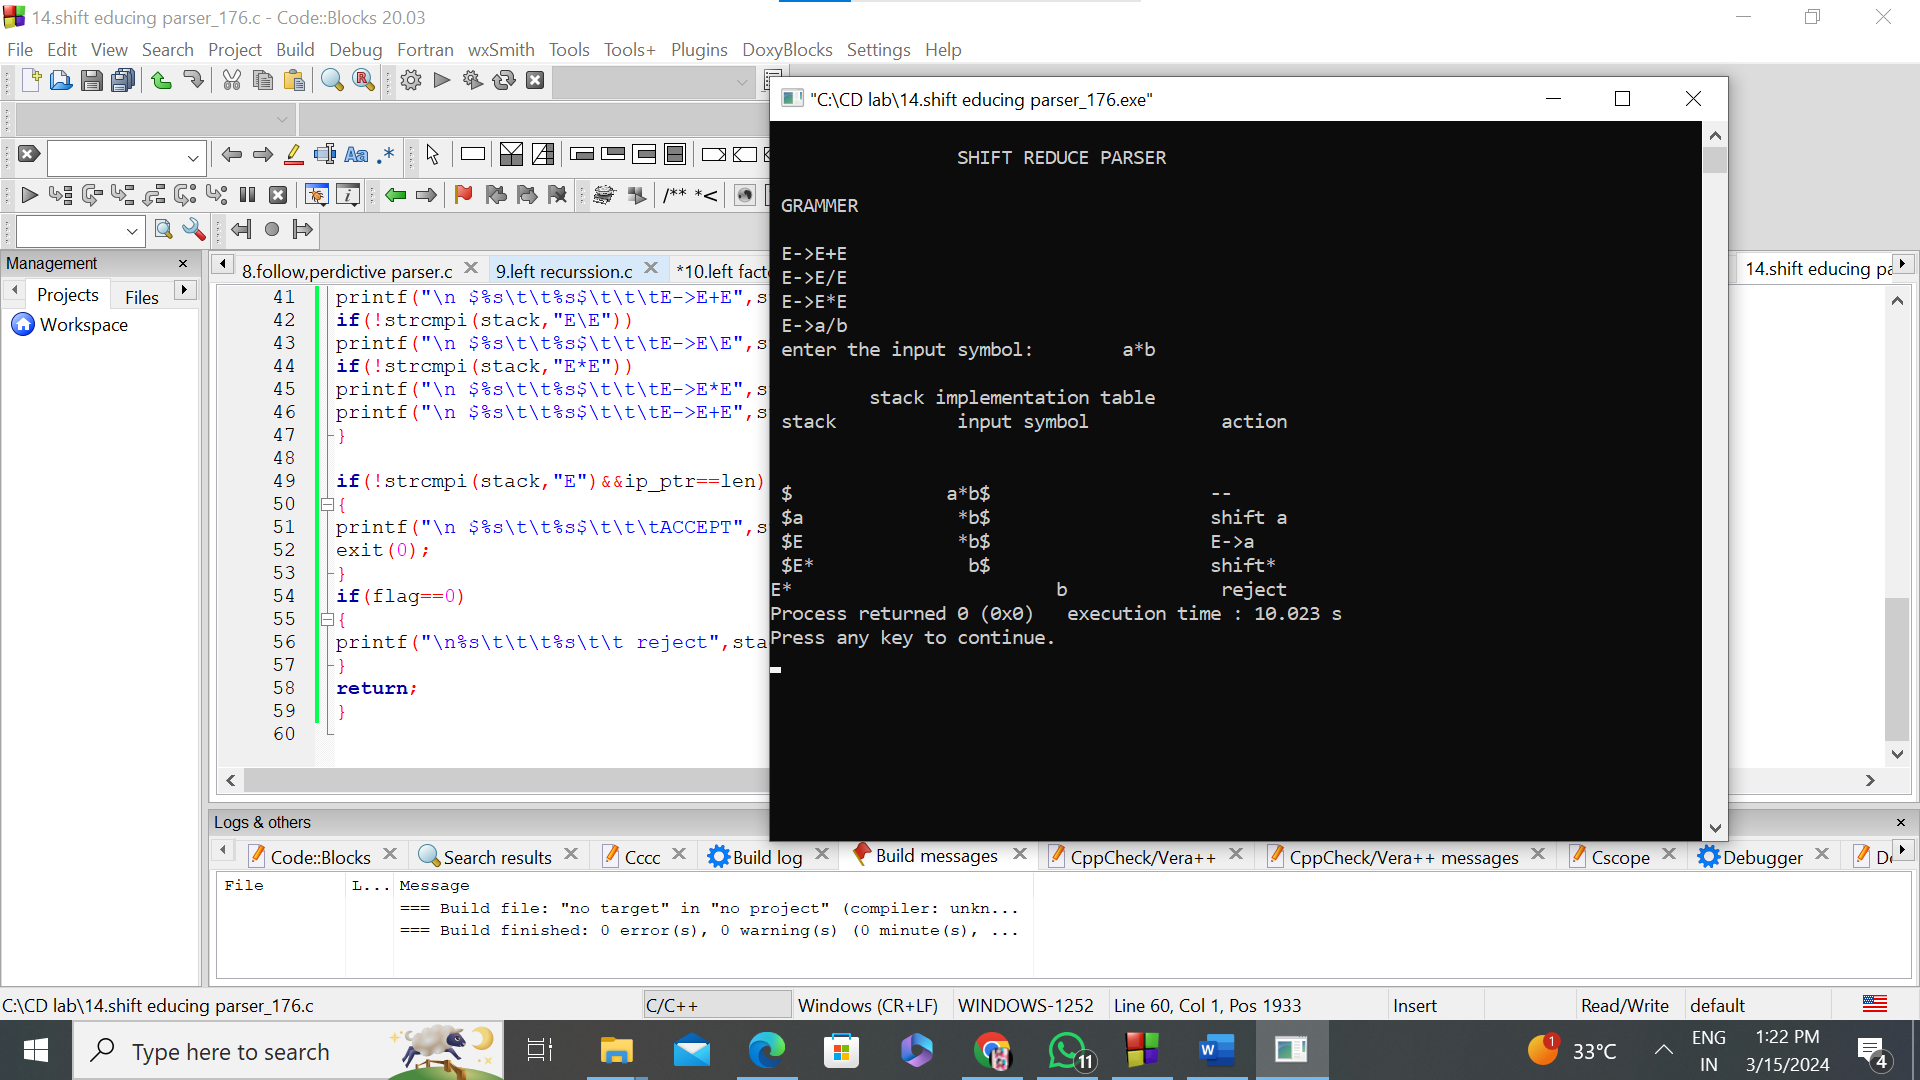 14.shift educing parser_176.c - Code::Blocks 20.03
File Edit View Search Project Build Debug Fortran wxSmith Tools Tools+ Plugins DoxyBlocks Settings Help
"C:\CD lab\14.shift educing parser_176.exe"
Management
Projects Files
Workspace
8.follow,perdictive parser.c 9.left recurssion.c *10.left facto 14.shift educing pa
41 printf("\n $%s\t\t%s$\t\t\tE->E+E",s
42 if(!strcmpi(stack,"E\E"))
43 printf("\n $%s\t\t%s$\t\t\tE->E\E",s
44 if(!strcmpi(stack,"E*E"))
45 printf("\n $%s\t\t%s$\t\t\tE->E*E",s
46 printf("\n $%s\t\t%s$\t\t\tE->E+E",s
47 }
48
49 if(!strcmpi(stack,"E")&&ip_ptr==len)
50 {
51 printf("\n $%s\t\t%s$\t\t\tACCEPT",s
52 exit(0);
53 }
54 if(flag==0)
55 {
56 printf("\n%s\t\t\t%s\t\t reject",sta
57 }
58 return;
59 }
60
SHIFT REDUCE PARSER
GRAMMER
E->E+E
E->E/E
E->E*E
E->a/b
enter the input symbol: a*b
stack implementation table
stack input symbol action
$ a*b$ --
$a *b$ shift a
$E *b$ E->a
$E* b$ shift*
E* b reject
Process returned 0 (0x0) execution time : 10.023 s
Press any key to continue.
Logs & others
Code::Blocks Search results Cccc Build log Build messages CppCheck/Vera++ CppCheck/Vera++ messages Cscope Debugger
File L... Message
=== Build file: "no target" in "no project" (compiler: unkn...
=== Build finished: 0 error(s), 0 warning(s) (0 minute(s), ...
C:\CD lab\14.shift educing parser_176.c C/C++ Windows (CR+LF) WINDOWS-1252 Line 60, Col 1, Pos 1933 Insert Read/Write default
Type here to search 11 1 33°C ENG IN 1:22 PM 3/15/2024 4